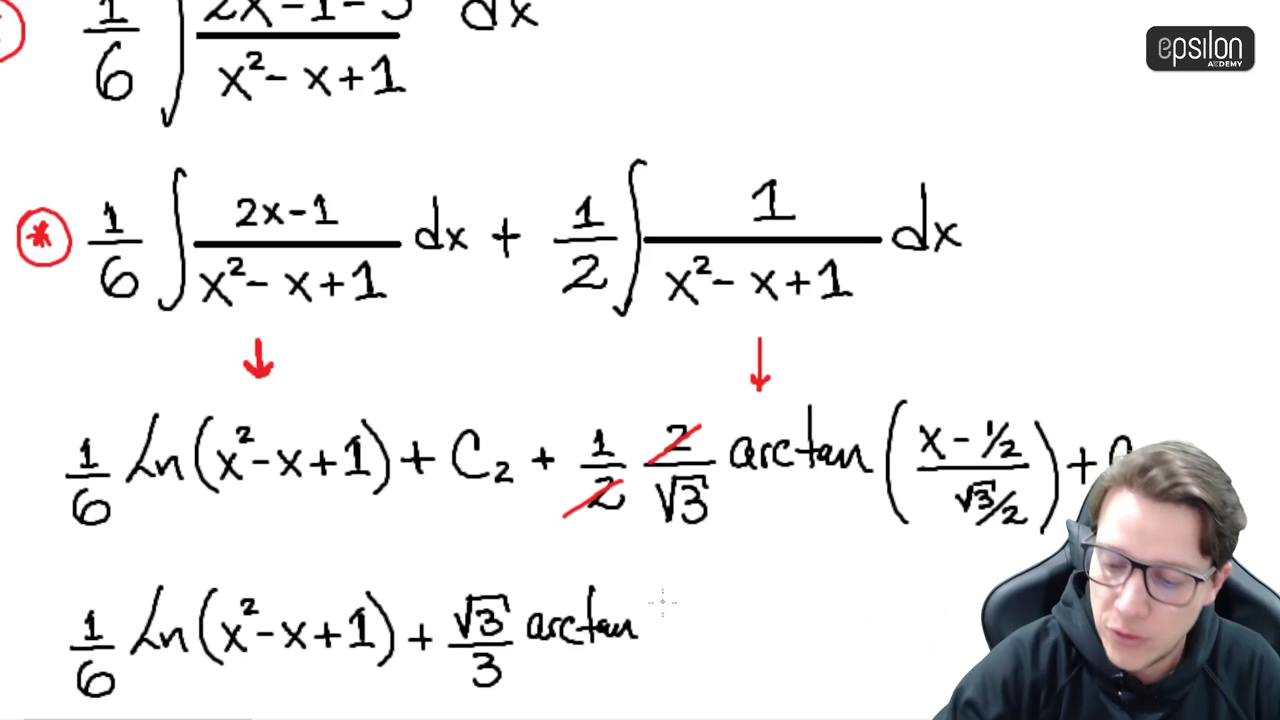 epsilon
ACADEMY
1/6 ∫ (2x-1-3)/(x²-x+1) dx
* 1/6 ∫ (2x-1)/(x²-x+1) dx + 1/2 ∫ 1/(x²-x+1) dx
↓ ↓
1/6 Ln(x²-x+1) + C₂ + 1/2 2/√3 arctan((x-1/2)/(√3/2)) +
1/6 Ln(x²-x+1) + √3/3 arctan